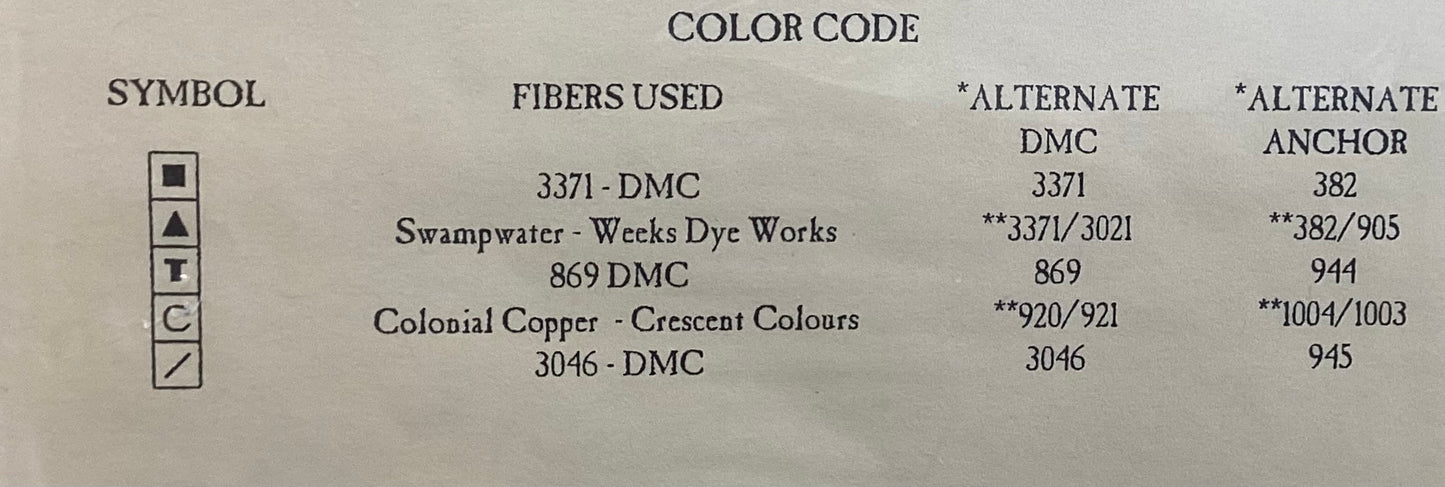 COLOR CODE
SYMBOL FIBERS USED *ALTERNATE DMC *ALTERNATE ANCHOR
■ 3371 - DMC 3371 382
▲ Swampwater - Weeks Dye Works **3371/3021 **382/905
T 869 DMC 869 944
C Colonial Copper - Crescent Colours **920/921 **1004/1003
/ 3046 - DMC 3046 945